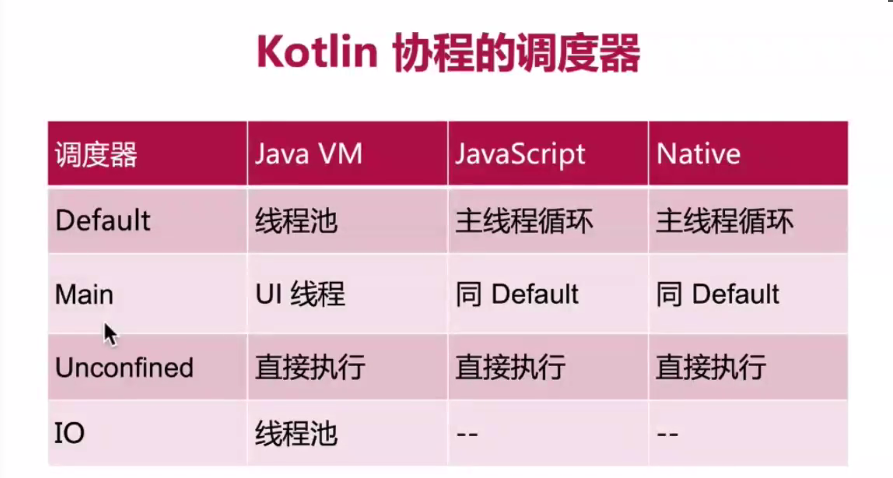 Kotlin 协程的调度器
调度器 Java VM JavaScript Native
Default 线程池 主线程循环 主线程循环
Main UI 线程 同 Default 同 Default
Unconfined 直接执行 直接执行 直接执行
IO 线程池 -- --